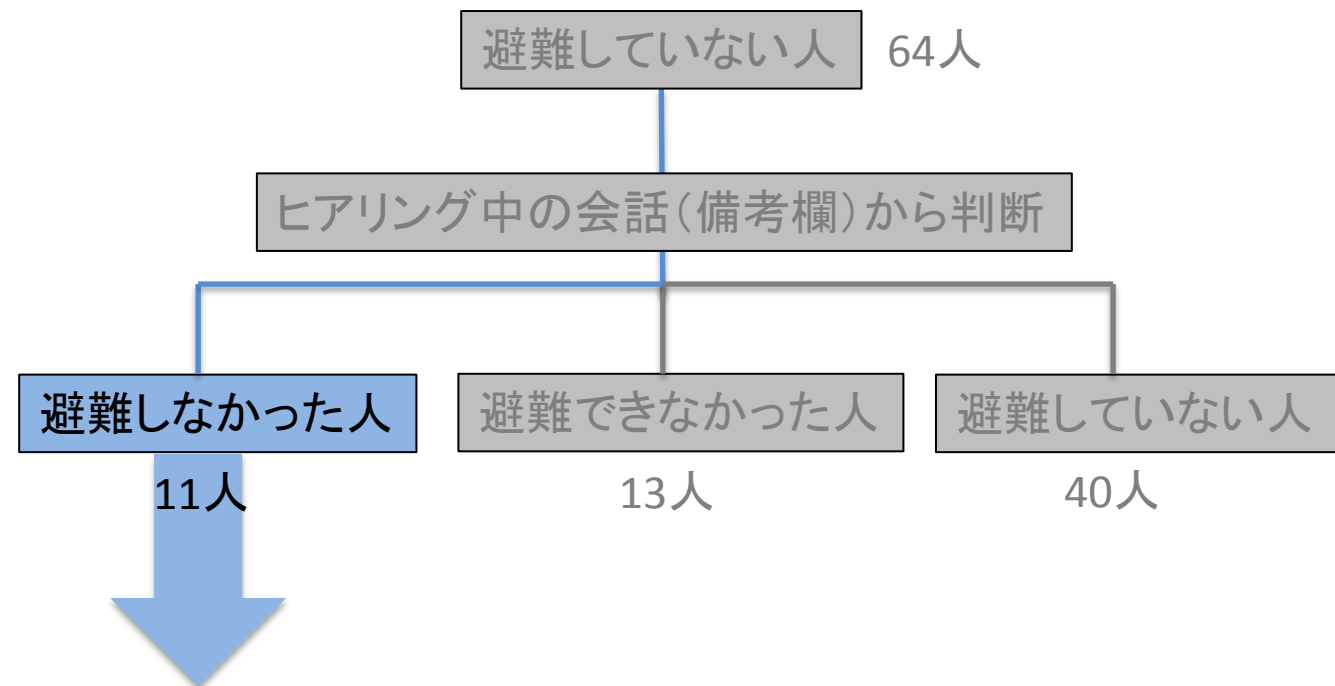 避難していない人 64人
ヒアリング中の会話（備考欄）から判断
避難しなかった人 避難できなかった人 避難していない人
11人 13人 40人